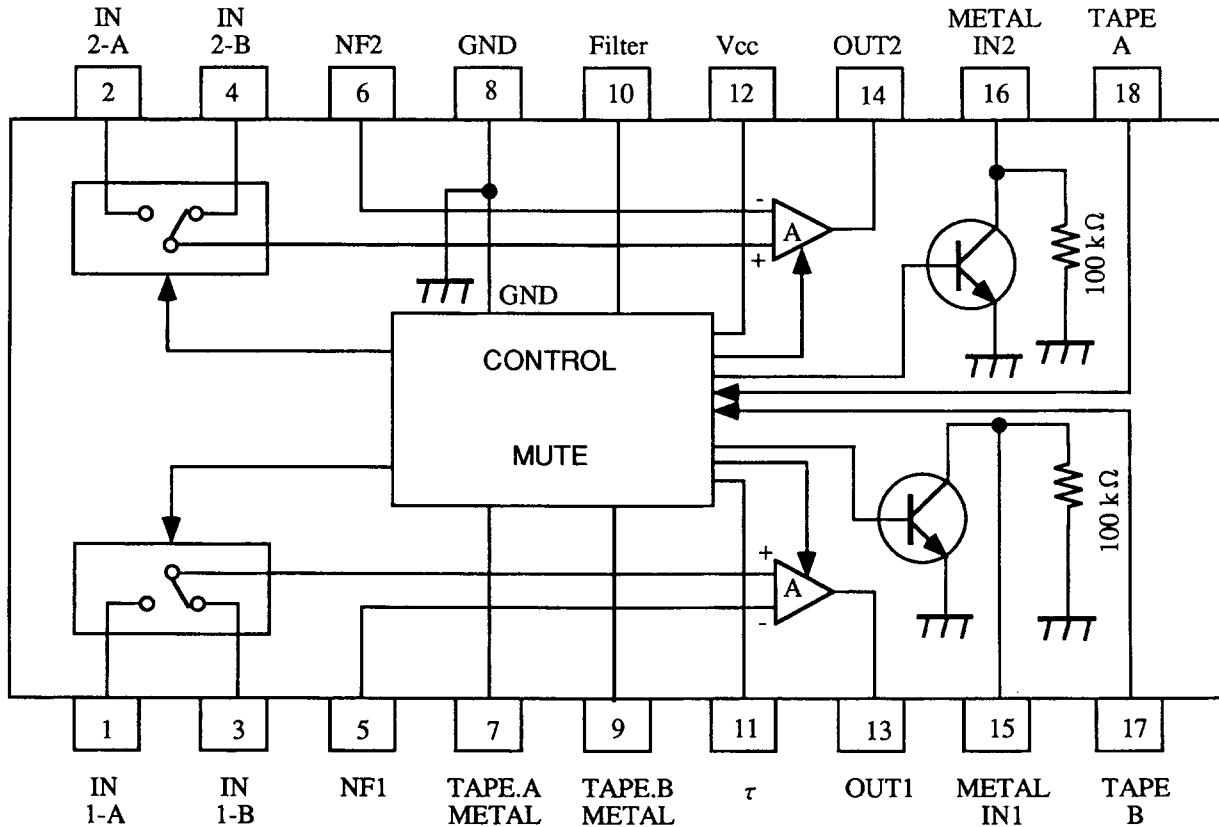 IN IN METAL TAPE
2-A 2-B NF2 GND Filter Vcc OUT2 IN2 A
2 4 6 8 10 12 14 16 18
-
A
+
100 kΩ
GND
CONTROL
MUTE
100 kΩ
+
A
-
1 3 5 7 9 11 13 15 17
IN IN NF1 TAPE.A TAPE.B τ OUT1 METAL TAPE
1-A 1-B METAL METAL IN1 B